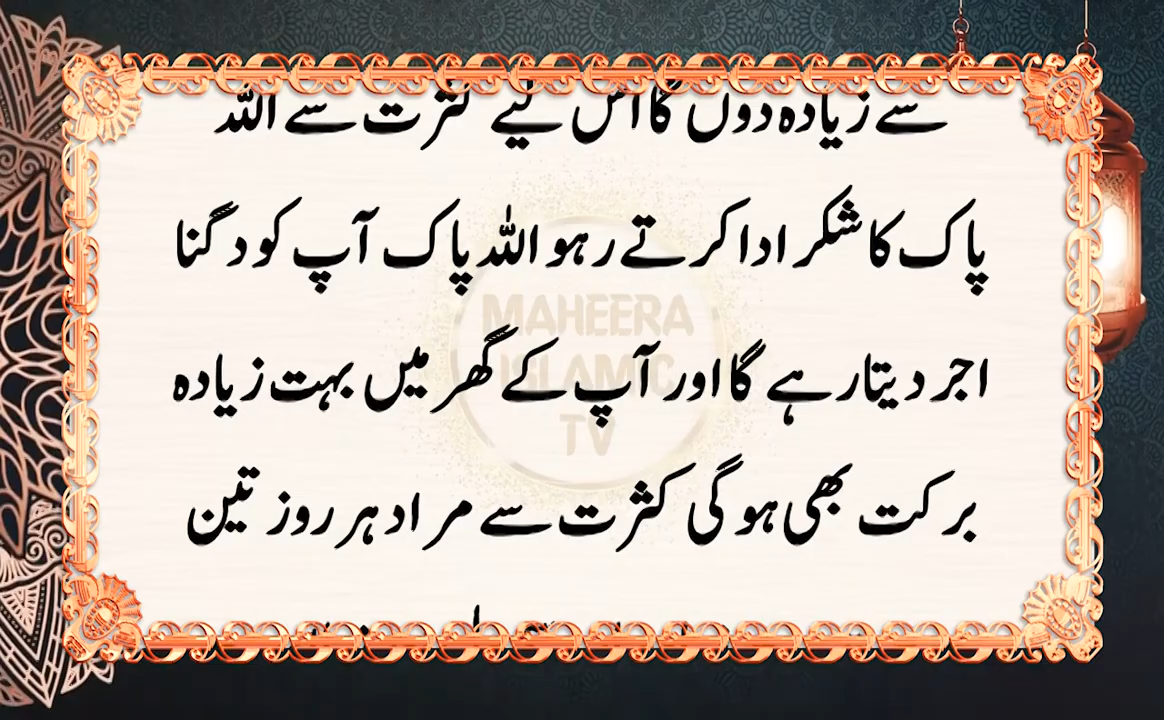 سے زیادہ دوں گا اس لیے کثرت سے اللہ
پاک کا شکر ادا کرتے رہو اللہ پاک آپ کو دگنا
اجر دیتا رہے گا اور آپ کے گھر میں بہت زیادہ
برکت بھی ہو گی کثرت سے مراد ہر روز تین
MAHEERA
ISLAMIC
TV